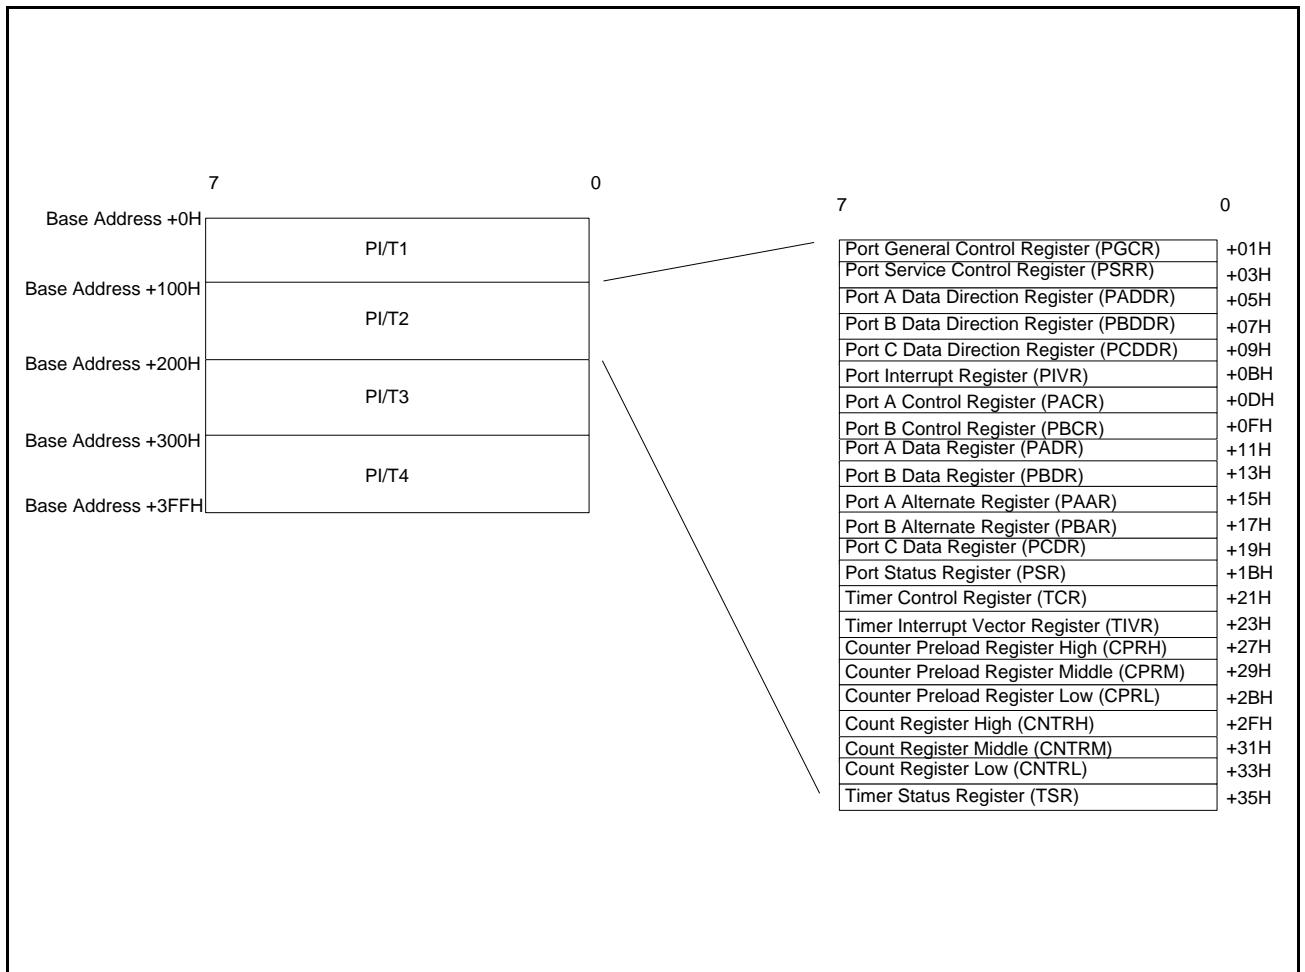 7 0
Base Address +0H
PI/T1
Base Address +100H
PI/T2
Base Address +200H
PI/T3
Base Address +300H
PI/T4
Base Address +3FFH
7 0
Port General Control Register (PGCR) +01H
Port Service Control Register (PSRR) +03H
Port A Data Direction Register (PADDR) +05H
Port B Data Direction Register (PBDDR) +07H
Port C Data Direction Register (PCDDR) +09H
Port Interrupt Register (PIVR) +0BH
Port A Control Register (PACR) +0DH
Port B Control Register (PBCR) +0FH
Port A Data Register (PADR) +11H
Port B Data Register (PBDR) +13H
Port A Alternate Register (PAAR) +15H
Port B Alternate Register (PBAR) +17H
Port C Data Register (PCDR) +19H
Port Status Register (PSR) +1BH
Timer Control Register (TCR) +21H
Timer Interrupt Vector Register (TIVR) +23H
Counter Preload Register High (CPRH) +27H
Counter Preload Register Middle (CPRM) +29H
Counter Preload Register Low (CPRL) +2BH
Count Register High (CNTRH) +2FH
Count Register Middle (CNTRM) +31H
Count Register Low (CNTRL) +33H
Timer Status Register (TSR) +35H